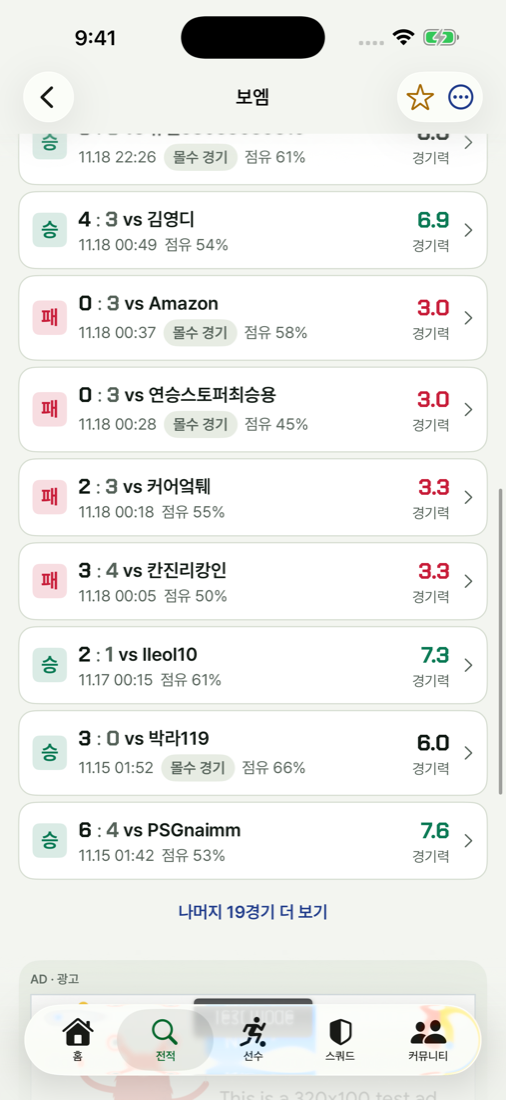 9:41
보엠
승
11.18 22:26 몰수 경기 점유 61%
경기력
승
4 : 3 vs 김영디
11.18 00:49 점유 54%
6.9
경기력
패
0 : 3 vs Amazon
11.18 00:37 몰수 경기 점유 58%
3.0
경기력
패
0 : 3 vs 연승스토퍼최승용
11.18 00:28 몰수 경기 점유 45%
3.0
경기력
패
2 : 3 vs 커어엌퉤
11.18 00:18 점유 55%
3.3
경기력
패
3 : 4 vs 칸진리캉인
11.18 00:05 점유 50%
3.3
경기력
승
2 : 1 vs lleol10
11.17 00:15 점유 61%
7.3
경기력
승
3 : 0 vs 박라119
11.15 01:52 몰수 경기 점유 66%
6.0
경기력
승
6 : 4 vs PSGnaimm
11.15 01:42 점유 53%
7.6
경기력
나머지 19경기 더 보기
AD · 광고
홈
전적
선수
스쿼드
커뮤니티
This is a 320x100 test ad